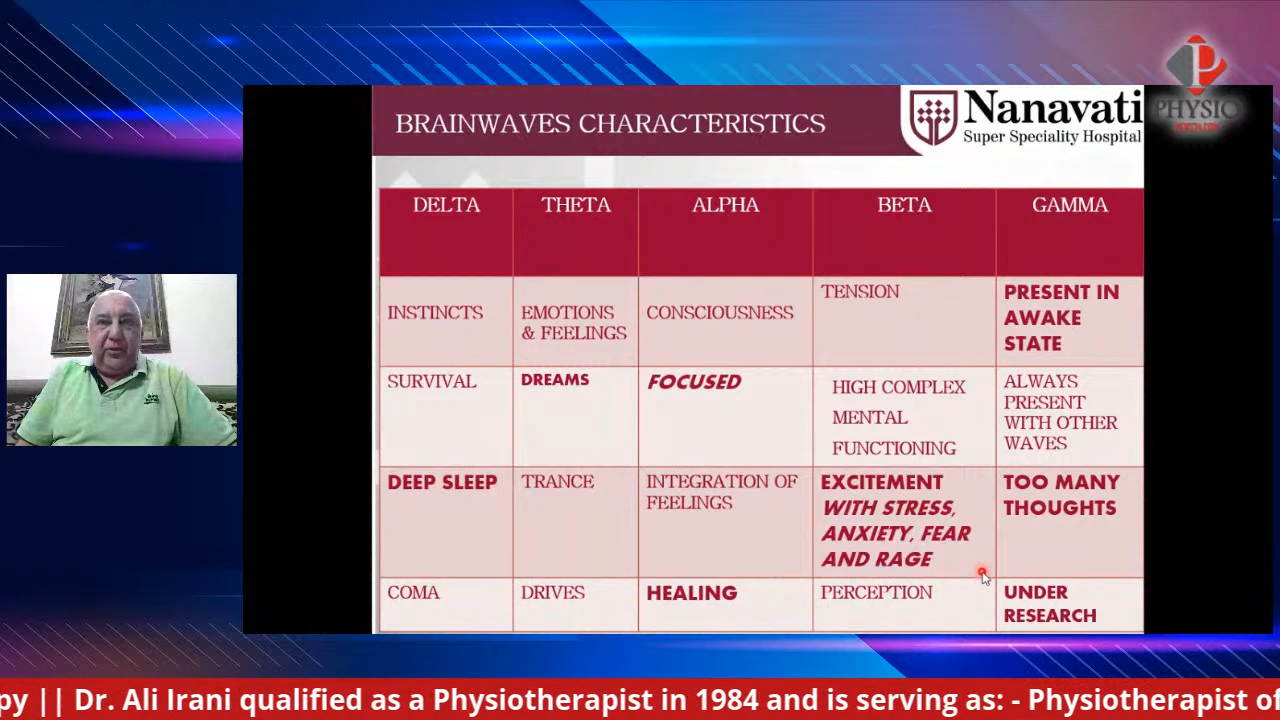 BRAINWAVES CHARACTERISTICS
Nanavati
Super Speciality Hospital
PHYSIO
DELTA
THETA
ALPHA
BETA
GAMMA
INSTINCTS
EMOTIONS
& FEELINGS
CONSCIOUSNESS
TENSION
PRESENT IN
AWAKE
STATE
SURVIVAL
DREAMS
FOCUSED
HIGH COMPLEX
MENTAL
FUNCTIONING
ALWAYS
PRESENT
WITH OTHER
WAVES
DEEP SLEEP
TRANCE
INTEGRATION OF
FEELINGS
EXCITEMENT
WITH STRESS,
ANXIETY, FEAR
AND RAGE
TOO MANY
THOUGHTS
COMA
DRIVES
HEALING
PERCEPTION
UNDER
RESEARCH
py || Dr. Ali Irani qualified as a Physiotherapist in 1984 and is serving as: - Physiotherapist of